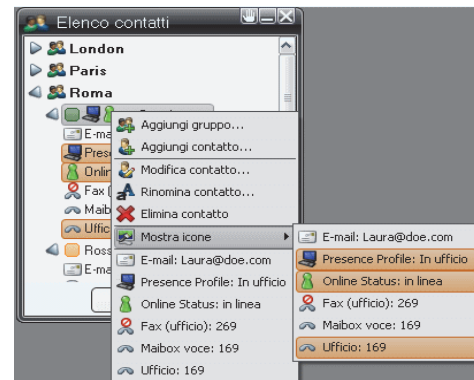 Elenco contatti
London
Paris
Roma
E-ma
Pres
Onlin
Fax (
Maib
Uffic
Ross
E-ma
Aggiungi gruppo...
Aggiungi contatto...
Modifica contatto...
Rinomina contatto...
Elimina contatto
Mostra icone
E-mail: Laura@doe.com
Presence Profile: In ufficio
Online Status: in linea
Fax (ufficio): 269
Maibox voce: 169
Ufficio: 169
E-mail: Laura@doe.com
Presence Profile: In ufficio
Online Status: in linea
Fax (ufficio): 269
Maibox voce: 169
Ufficio: 169